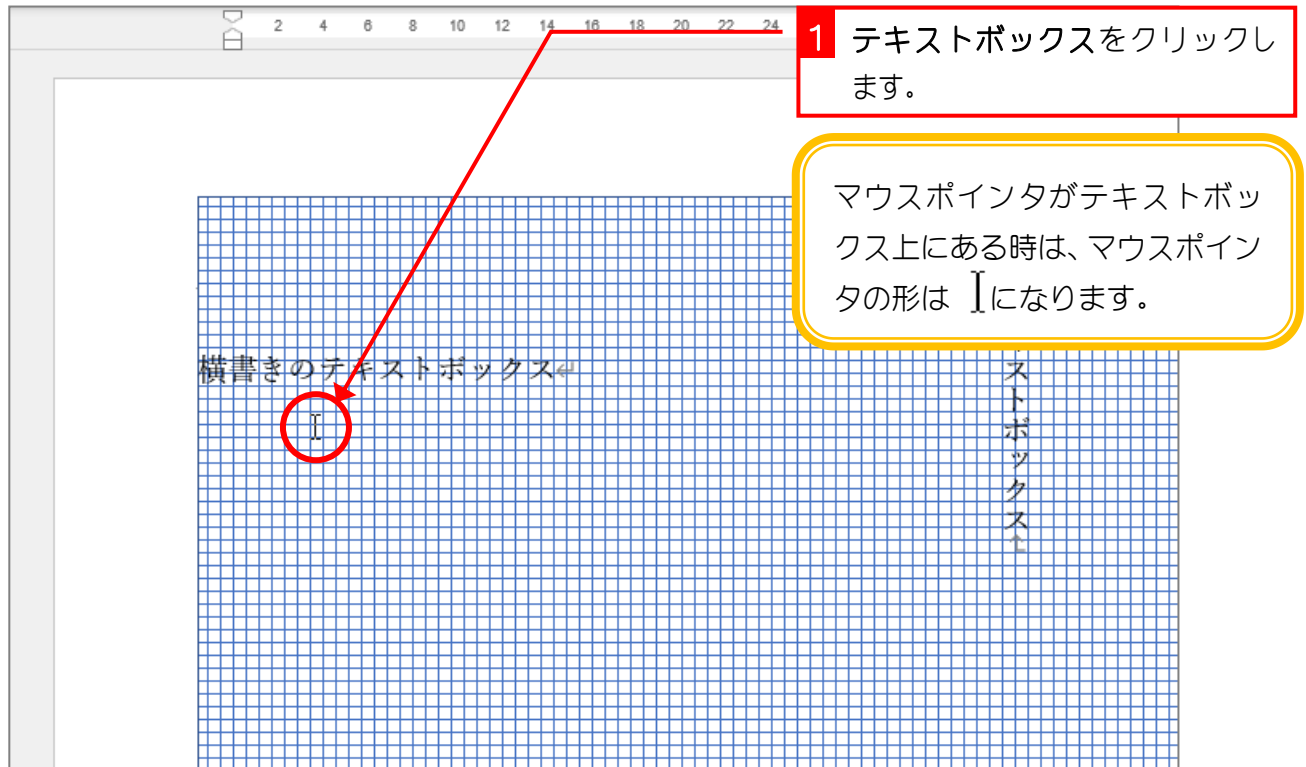 2 4 6 8 10 12 14 16 18 20 22 24
1 テキストボックスをクリックし
ます。
マウスポインタがテキストボッ
クス上にある時は、マウスポイン
タの形は Iになります。
横書きのテキストボックス↵
ストボックス